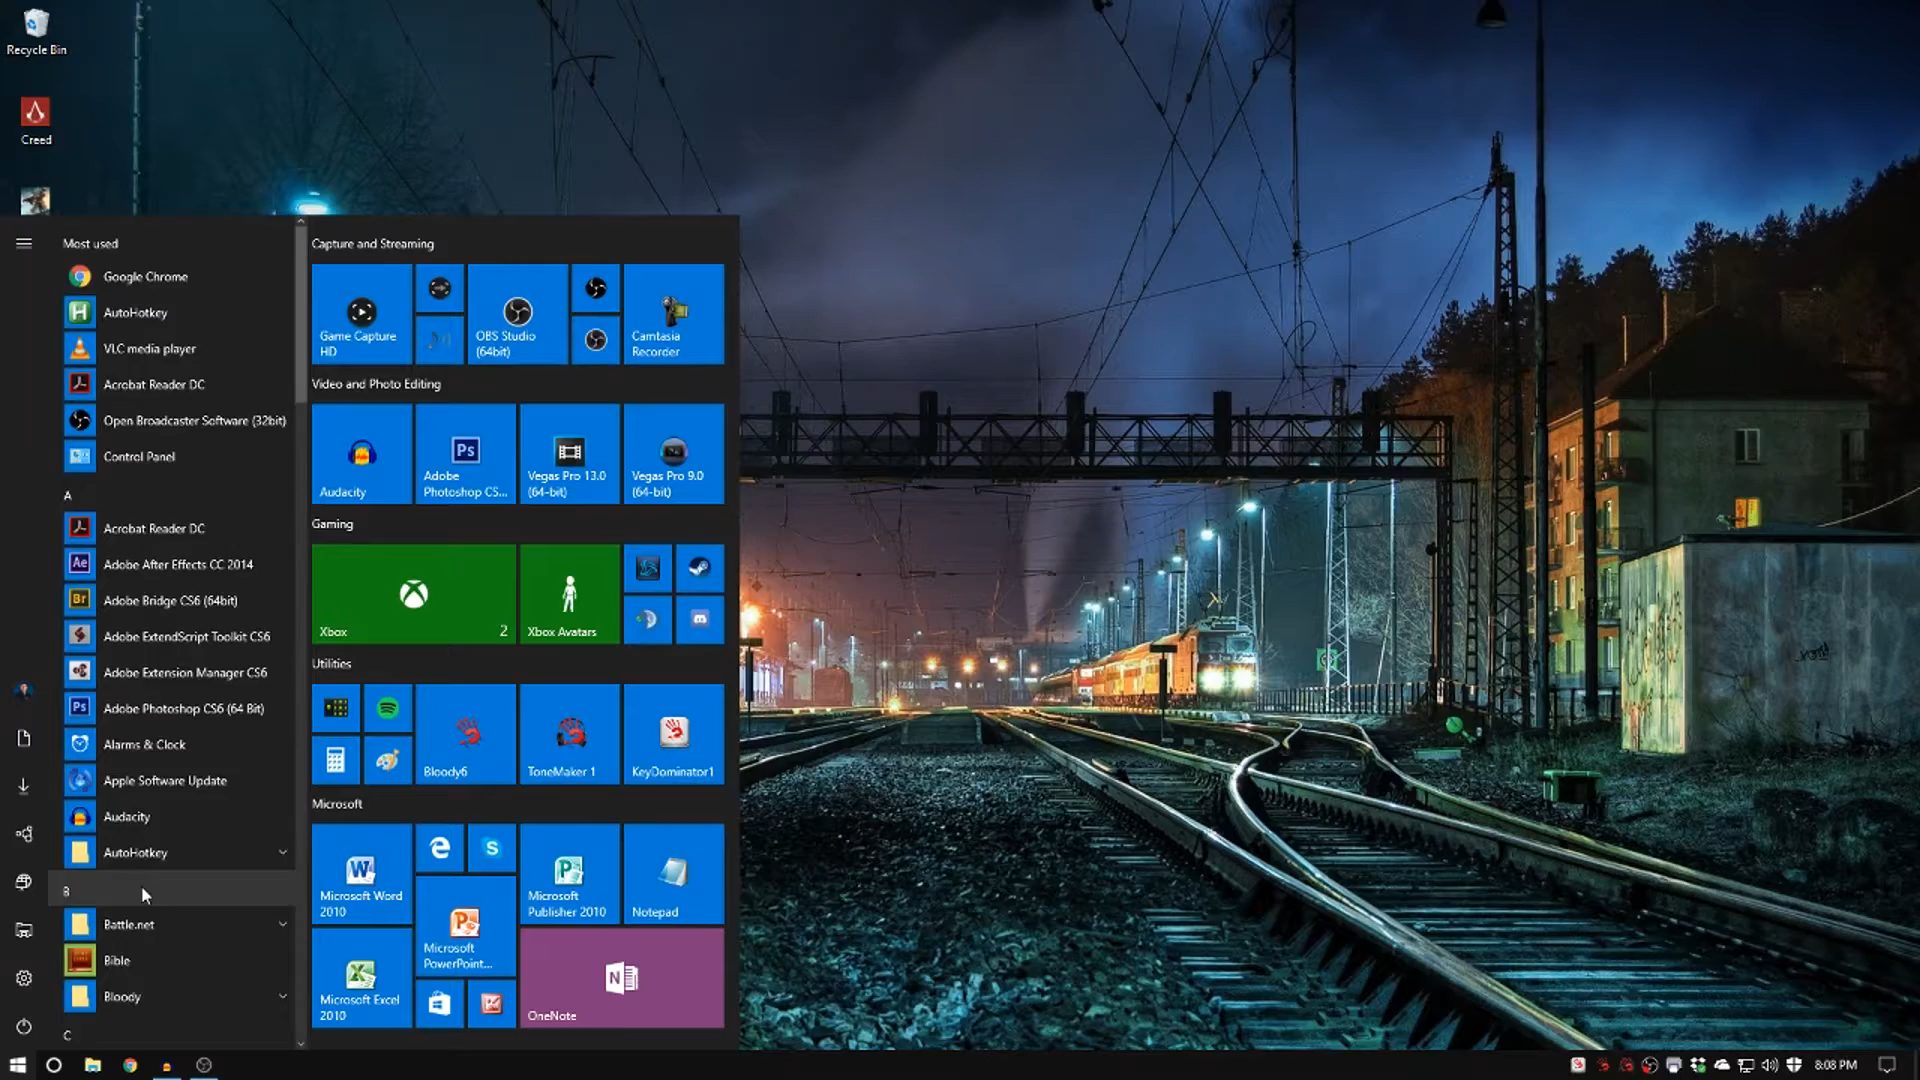 Recycle Bin
Creed
Most used
Google Chrome
AutoHotkey
VLC media player
Acrobat Reader DC
Open Broadcaster Software (32bit)
Control Panel
A
Acrobat Reader DC
Adobe After Effects CC 2014
Adobe Bridge CS6 (64bit)
Adobe ExtendScript Toolkit CS6
Adobe Extension Manager CS6
Adobe Photoshop CS6 (64 Bit)
Alarms & Clock
Apple Software Update
Audacity
AutoHotkey
B
Battle.net
Bible
Bloody
C
Capture and Streaming
Game Capture
HD
OBS Studio
(64bit)
Camtasia
Recorder
Video and Photo Editing
Audacity
Ps
Adobe
Photoshop CS...
Vegas Pro 13.0
(64-bit)
Vegas Pro 9.0
(64-bit)
Gaming
Xbox
2
Xbox Avatars
Utilities
Bloody6
ToneMaker 1
KeyDominator1
Microsoft
Microsoft Word
2010
Microsoft
PowerPoint...
Microsoft
Publisher 2010
Notepad
Microsoft Excel
2010
OneNote
8:08 PM